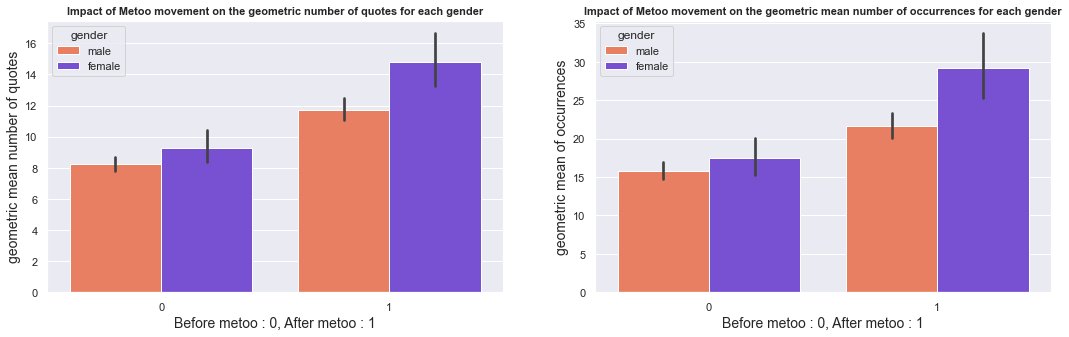 Impact of Metoo movement on the geometric number of quotes for each gender
gender
male
female
16
14
12
10
8
6
4
2
0
geometric mean number of quotes
0
1
Before metoo : 0, After metoo : 1
Impact of Metoo movement on the geometric mean number of occurrences for each gender
gender
male
female
35
30
25
20
15
10
5
0
geometric mean of occurrences
0
1
Before metoo : 0, After metoo : 1